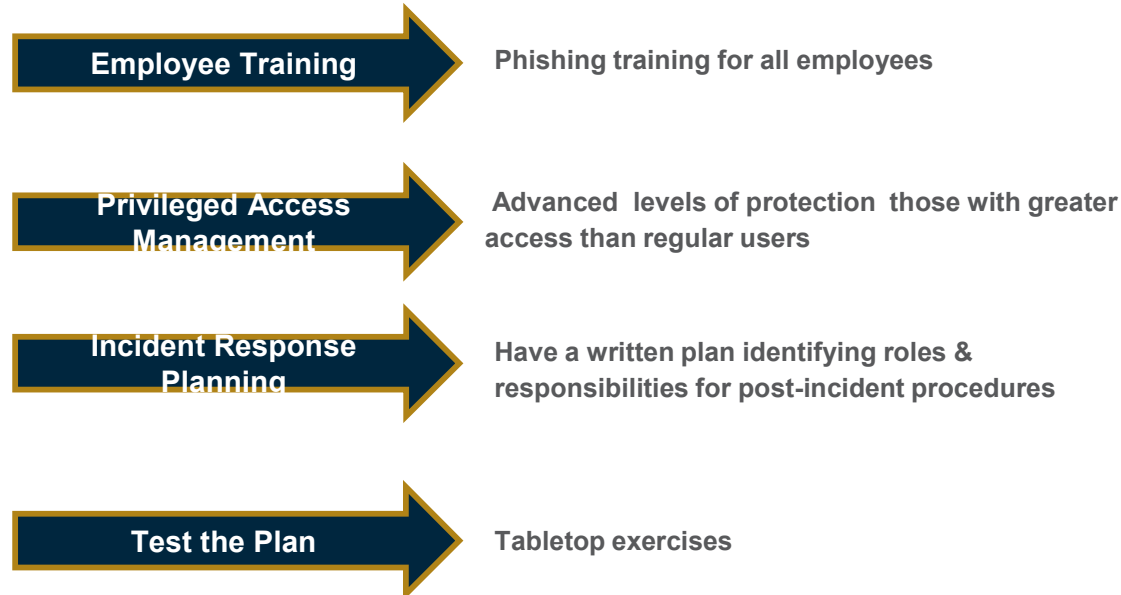 Employee Training
Phishing training for all employees
Privileged Access
Management
Advanced levels of protection those with greater
access than regular users
Incident Response
Planning
Have a written plan identifying roles &
responsibilities for post-incident procedures
Test the Plan
Tabletop exercises